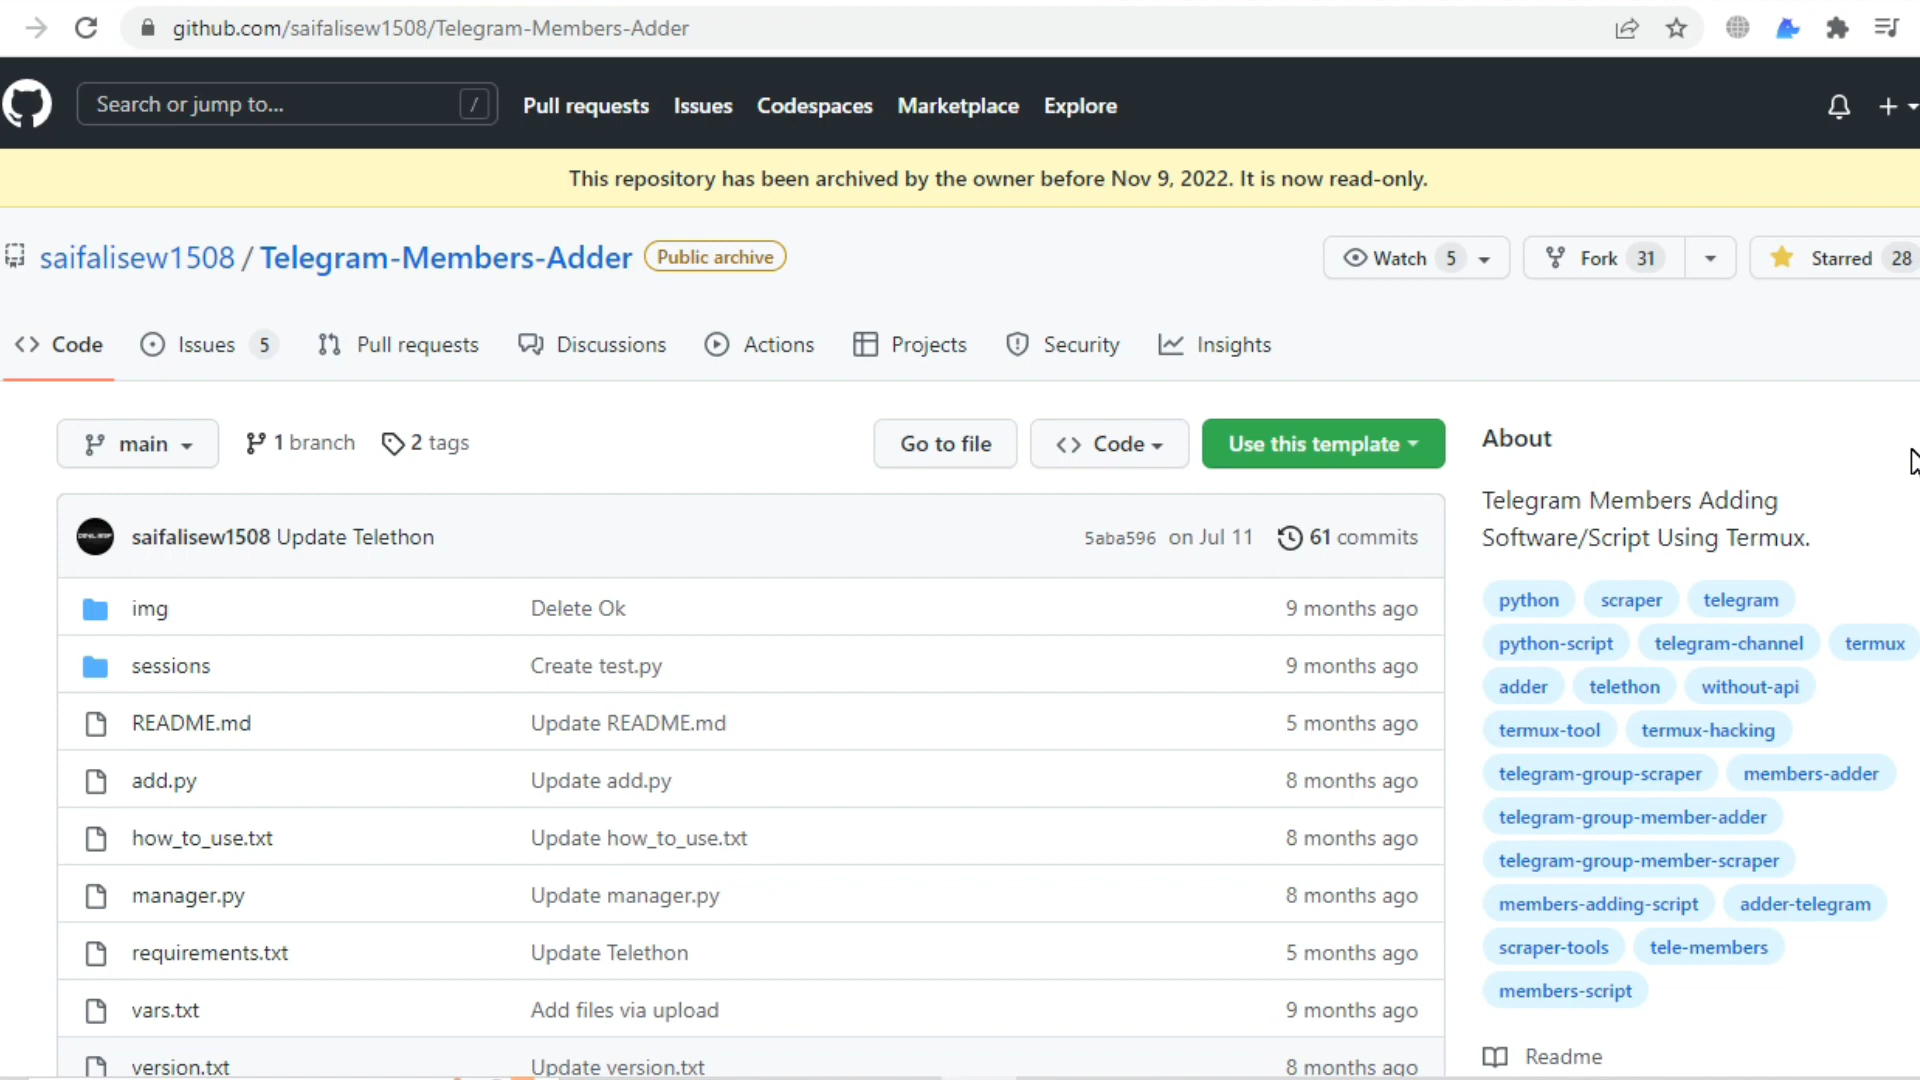 github.com/saifalisew1508/Telegram-Members-Adder
Search or jump to... / Pull requests Issues Codespaces Marketplace Explore
This repository has been archived by the owner before Nov 9, 2022. It is now read-only.
saifalisew1508 / Telegram-Members-Adder Public archive Watch 5 Fork 31 Starred 28
Code Issues 5 Pull requests Discussions Actions Projects Security Insights
main 1 branch 2 tags Go to file Code Use this template
saifalisew1508 Update Telethon 5aba596 on Jul 11 61 commits
img Delete Ok 9 months ago
sessions Create test.py 9 months ago
README.md Update README.md 5 months ago
add.py Update add.py 8 months ago
how_to_use.txt Update how_to_use.txt 8 months ago
manager.py Update manager.py 8 months ago
requirements.txt Update Telethon 5 months ago
vars.txt Add files via upload 9 months ago
version.txt Update version.txt 8 months ago
About
Telegram Members Adding
Software/Script Using Termux.
python scraper telegram
python-script telegram-channel termux
adder telethon without-api
termux-tool termux-hacking
telegram-group-scraper members-adder
telegram-group-member-adder
telegram-group-member-scraper
members-adding-script adder-telegram
scraper-tools tele-members
members-script
Readme